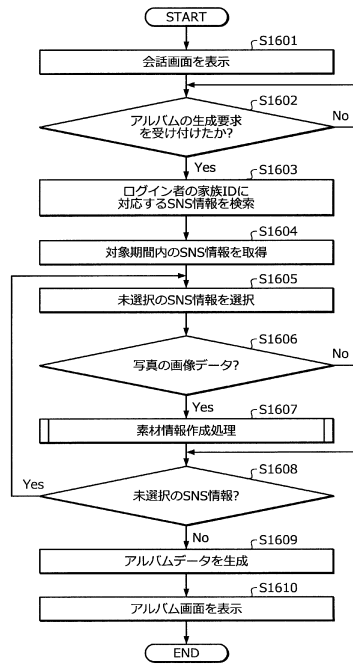 START
S1601
会話画面を表示
S1602
アルバムの生成要求
を受け付けたか?
No
Yes
S1603
ログイン者の家族IDに
対応するSNS情報を検索
S1604
対象期間内のSNS情報を取得
S1605
未選択のSNS情報を選択
S1606
写真の画像データ?
No
Yes
S1607
素材情報作成処理
S1608
Yes
未選択のSNS情報?
No
S1609
アルバムデータを生成
S1610
アルバム画面を表示
END